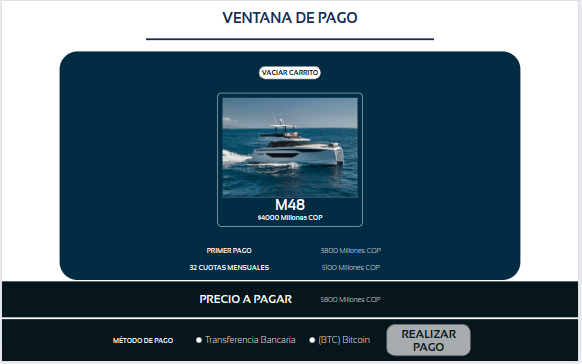 VENTANA DE PAGO
VACIAR CARRITO
M48
$4000 Millones COP
PRIMER PAGO $800 Millones COP
32 CUOTAS MENSUALES $100 Millones COP
PRECIO A PAGAR $800 Millones COP
MÉTODO DE PAGO Transferencia Bancaria (BTC) Bitcoin REALIZAR
PAGO